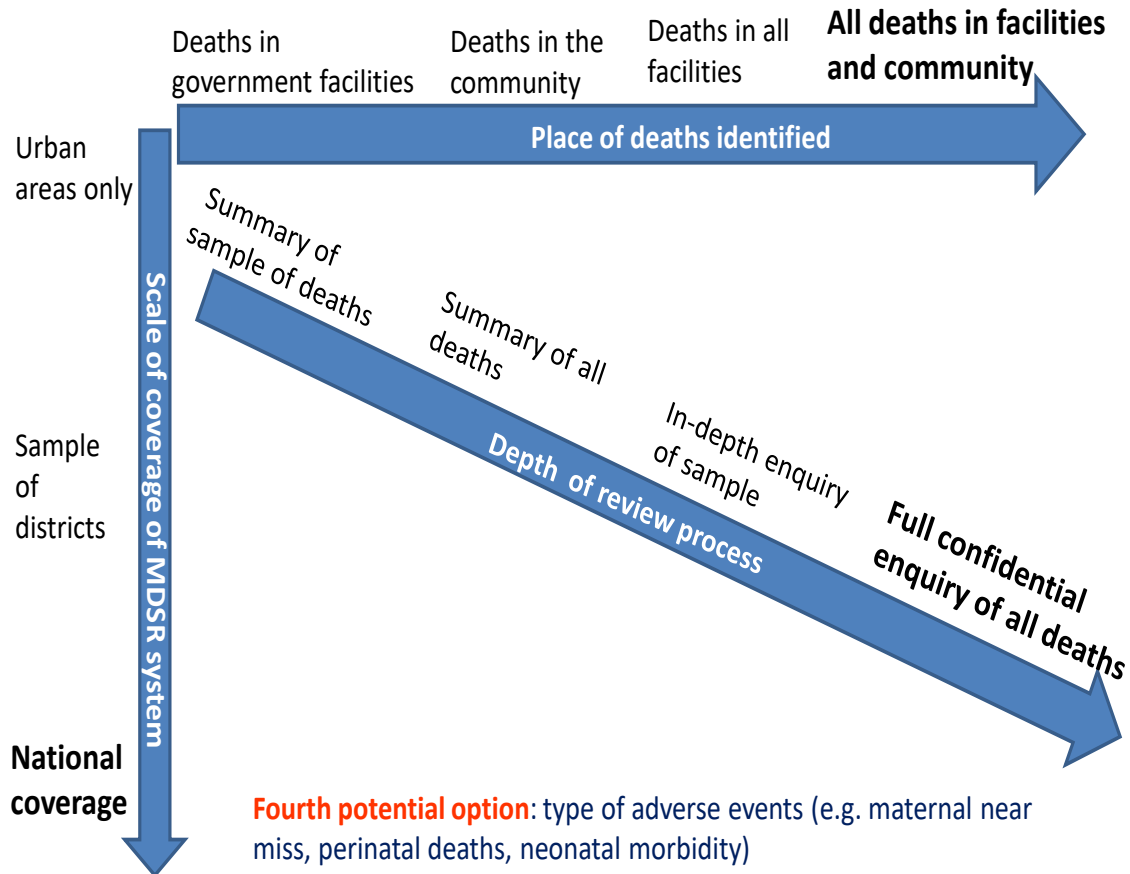 Deaths in
government facilities
Deaths in the
community
Deaths in all
facilities
All deaths in facilities
and community
Place of deaths identified
Urban
areas only
Scale of coverage of MDSR system
Summary of
sample of deaths
Summary of all
deaths
Depth of review process
In-depth enquiry
of sample
Full confidential
enquiry of all deaths
Sample
of
districts
National
coverage
Fourth potential option: type of adverse events (e.g. maternal near
miss, perinatal deaths, neonatal morbidity)